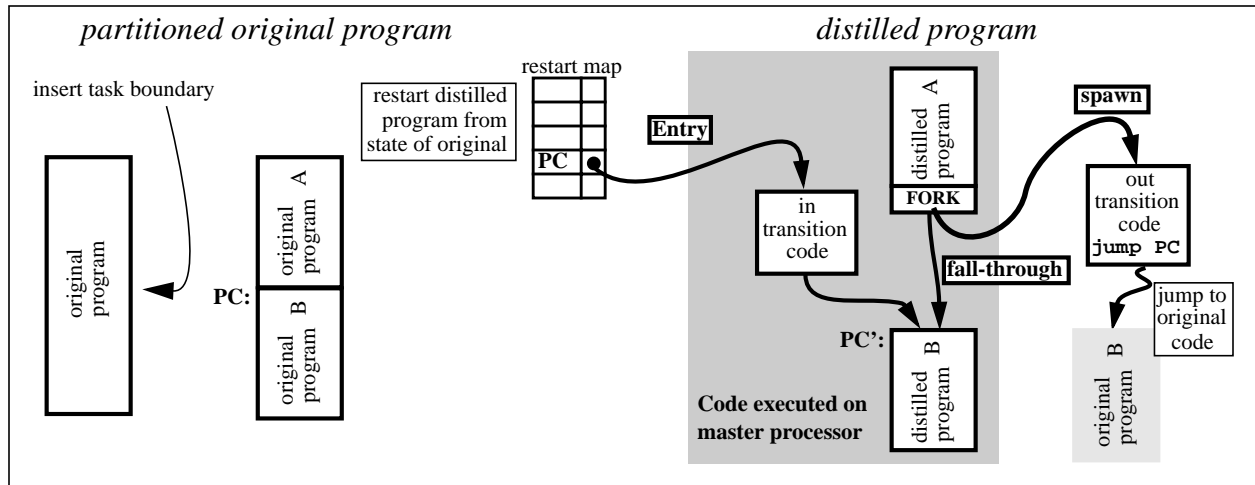 partitioned original program
distilled program
insert task boundary
original
program
PC:
original
program A
original
program B
restart map
restart distilled
program from
state of original
PC
Entry
in
transition
code
distilled
program A
FORK
spawn
fall-through
out
transition
code
jump PC
jump to
original
code
PC’:
distilled
program B
Code executed on
master processor
original
program B